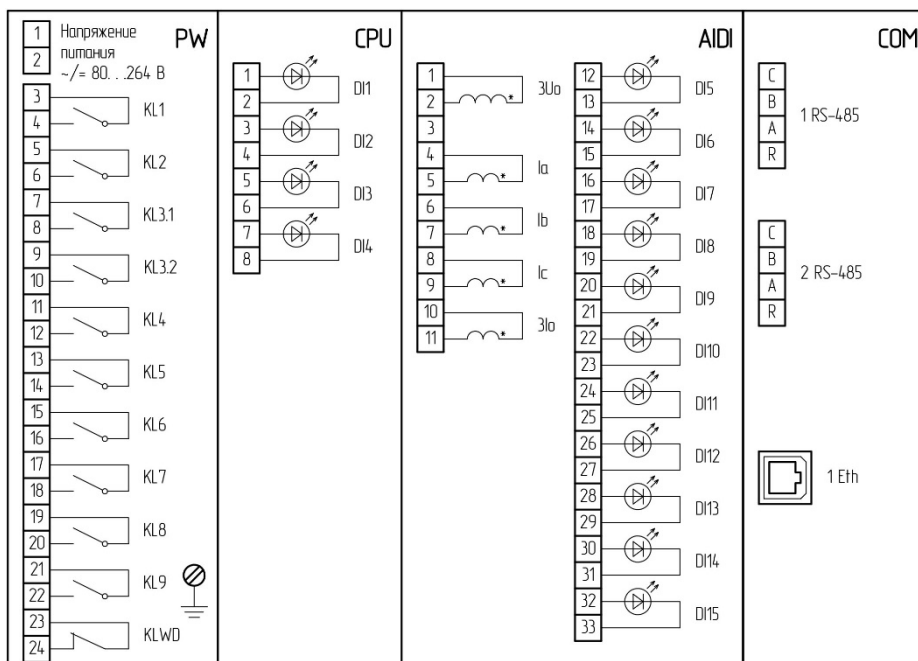 PW
1 Напряжение
2 питания
~/= 80...264 В
3
4
KL1
5
6
KL2
7
8
KL3.1
9
10
KL3.2
11
12
KL4
13
14
KL5
15
16
KL6
17
18
KL7
19
20
KL8
21
22
KL9
23
24
KLWD
CPU
1
2
DI1
3
4
DI2
5
6
DI3
7
8
DI4
AIDI
1
2
3Uo
3
4
5
Ia
6
7
Ib
8
9
Ic
10
11
3Io
12
13
DI5
14
15
DI6
16
17
DI7
18
19
DI8
20
21
DI9
22
23
DI10
24
25
DI11
26
27
DI12
28
29
DI13
30
31
DI14
32
33
DI15
COM
C
B
A
R
1 RS-485
C
B
A
R
2 RS-485
1 Eth